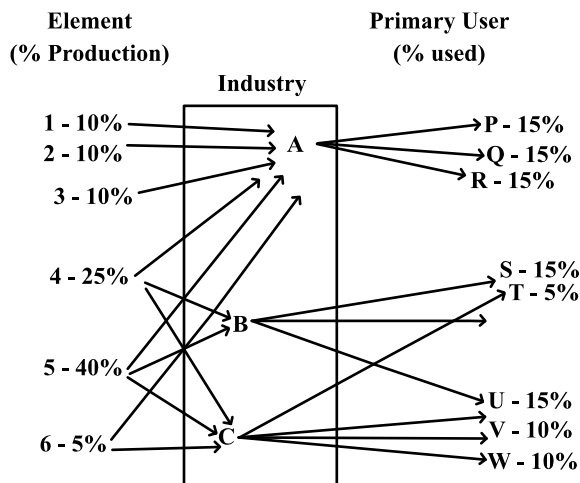 Element
(% Production)
Primary User
(% used)
Industry
1 - 10%
2 - 10%
3 - 10%
4 - 25%
5 - 40%
6 - 5%
A
B
C
P - 15%
Q - 15%
R - 15%
S - 15%
T - 5%
U - 15%
V - 10%
W - 10%